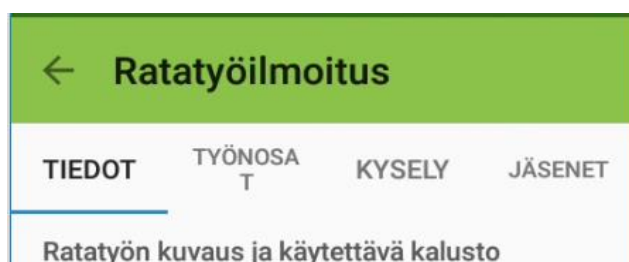 ← Ratatyöilmoitus
TIEDOT TYÖNOSA KYSELY JÄSENET
T
Ratatyön kuvaus ja käytettävä kalusto